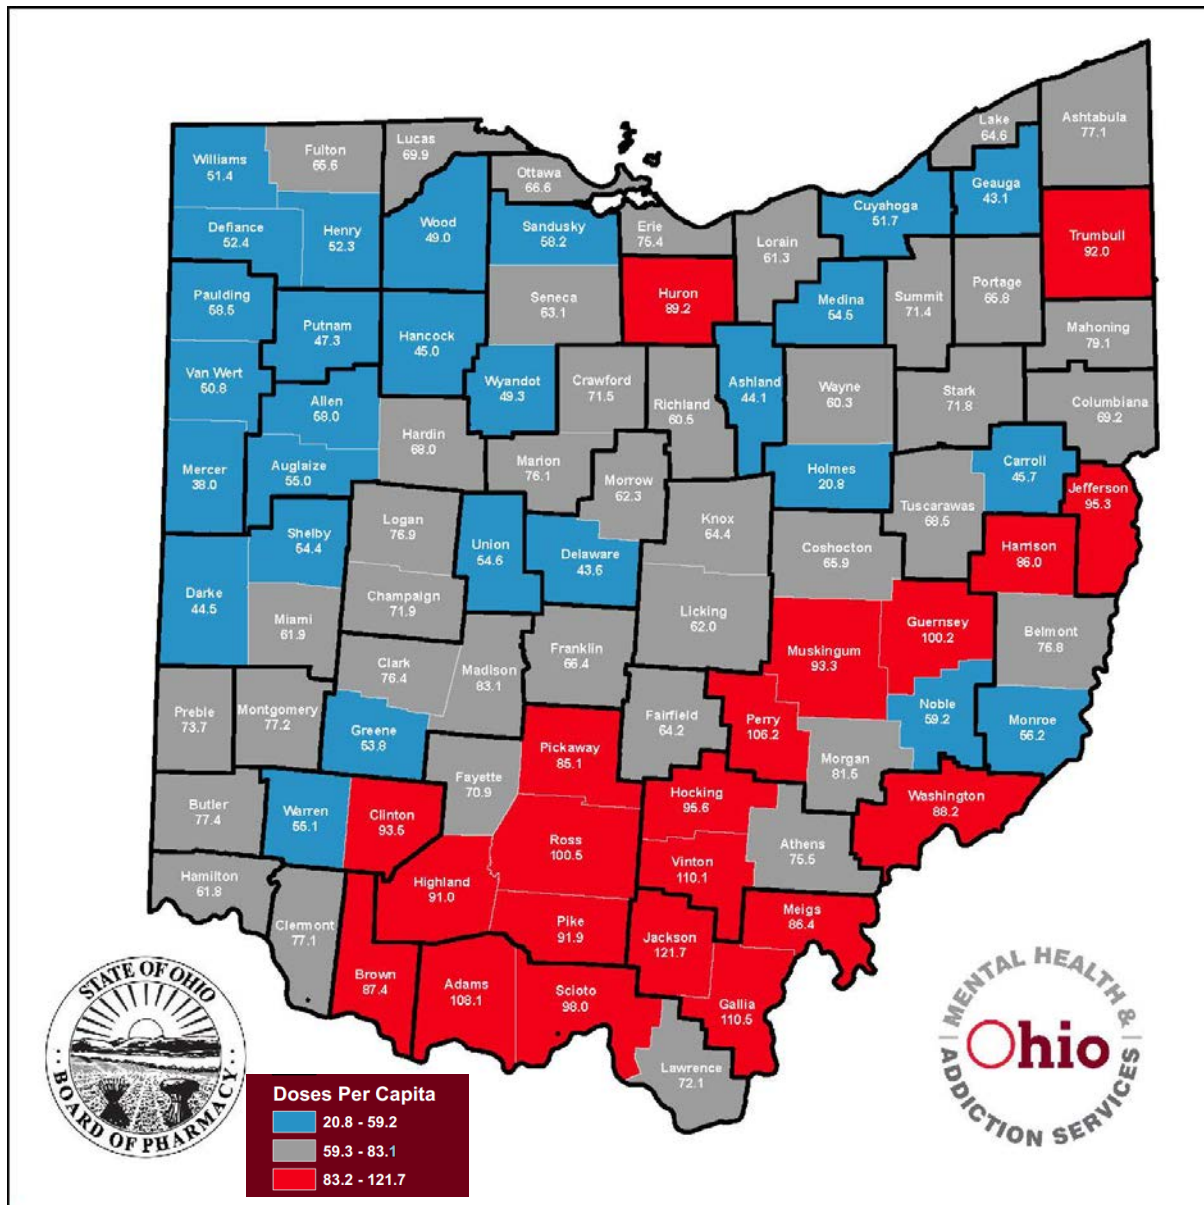 Ashtabula
77.1
Lake
64.6
Geauga
43.1
Cuyahoga
51.7
Trumbull
92.0
Lucas
69.9
Fulton
65.6
Williams
51.4
Ottawa
66.6
Wood
49.0
Sandusky
58.2
Erie
75.4
Lorain
61.3
Defiance
52.4
Henry
52.3
Huron
89.2
Medina
54.5
Summit
71.4
Portage
65.8
Paulding
58.5
Putnam
47.3
Hancock
45.0
Seneca
63.1
Mahoning
79.1
Van Wert
50.8
Allen
58.0
Wyandot
49.3
Crawford
71.5
Richland
60.5
Ashland
44.1
Wayne
60.3
Stark
71.8
Columbiana
69.2
Mercer
38.0
Auglaize
55.0
Hardin
68.0
Marion
76.1
Morrow
62.3
Holmes
20.8
Tuscarawas
68.5
Carroll
45.7
Jefferson
95.3
Shelby
54.4
Logan
76.9
Union
54.6
Delaware
43.6
Knox
64.4
Coshocton
65.9
Harrison
86.0
Darke
44.5
Miami
61.9
Champaign
71.9
Licking
62.0
Guernsey
100.2
Belmont
76.8
Clark
76.4
Madison
83.1
Franklin
66.4
Muskingum
93.3
Preble
73.7
Montgomery
77.2
Greene
53.8
Fairfield
64.2
Perry
106.2
Noble
59.2
Monroe
56.2
Fayette
70.9
Pickaway
85.1
Morgan
81.5
Washington
88.2
Butler
77.4
Warren
55.1
Clinton
93.5
Ross
100.5
Hocking
95.6
Athens
75.5
Hamilton
61.8
Highland
91.0
Vinton
110.1
Clermont
77.1
Pike
91.9
Jackson
121.7
Meigs
86.4
Brown
87.4
Adams
108.1
Scioto
98.0
Gallia
110.5
Lawrence
72.1
STATE OF OHIO
BOARD OF PHARMACY
MENTAL HEALTH &
Ohio
ADDICTION SERVICES
Doses Per Capita
20.8 - 59.2
59.3 - 83.1
83.2 - 121.7